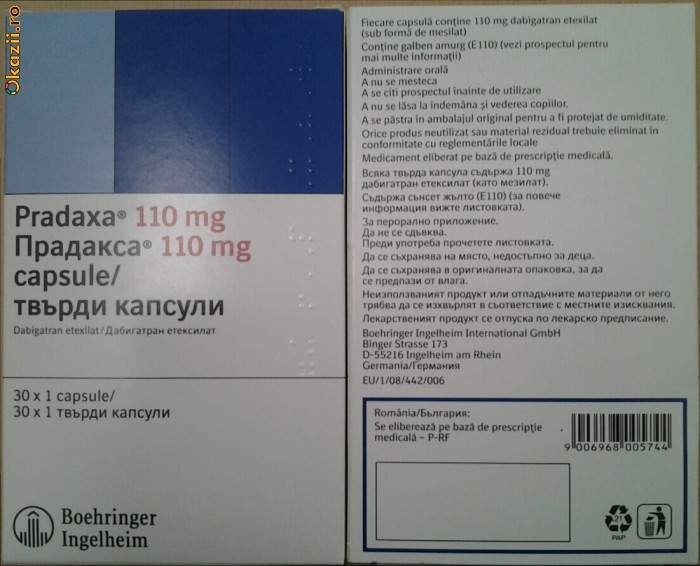 Okazii.ro
Pradaxa® 110 mg
Прадакса® 110 mg
capsule/
твърди капсули
Dabigatran etexilat/Дабигатран етексилат
30 x 1 capsule/
30 x 1 твърди капсули
Boehringer
Ingelheim
Fiecare capsulă conține 110 mg dabigatran etexilat
(sub formă de mesilat)
Conține galben amurg (E110) (vezi prospectul pentru
mai multe informații)
Administrare orală
A nu se mesteca
A se citi prospectul înainte de utilizare
A nu se lăsa la îndemâna și vederea copiilor.
A se păstra în ambalajul original pentru a fi protejat de umiditate.
Orice produs neutilizat sau material rezidual trebuie eliminat în
conformitate cu reglementările locale
Medicament eliberat pe bază de prescripție medicală.
Всяка твърда капсула съдържа 110 mg
дабигатран етексилат (като мезилат).
Съдържа сънсет жълто (E110) (за повече
информация вижте листовката).
За перорално приложение.
Да не се сдъвква.
Преди употреба прочетете листовката.
Да се съхранява на място, недостъпно за деца.
Да се съхранява в оригиналната опаковка, за да
се предпази от влага.
Неизползваният продукт или отпадъчните материали от него
трябва да се изхвърлят в съответствие с местните изисквания.
Лекарственият продукт се отпуска по лекарско предписание.
Boehringer Ingelheim International GmbH
Binger Strasse 173
D-55216 Ingelheim am Rhein
Germania/Германия
EU/1/08/442/006
România/България:
Se eliberează pe bază de prescripție
medicală – P-RF
9 006968 005744
21
PAP